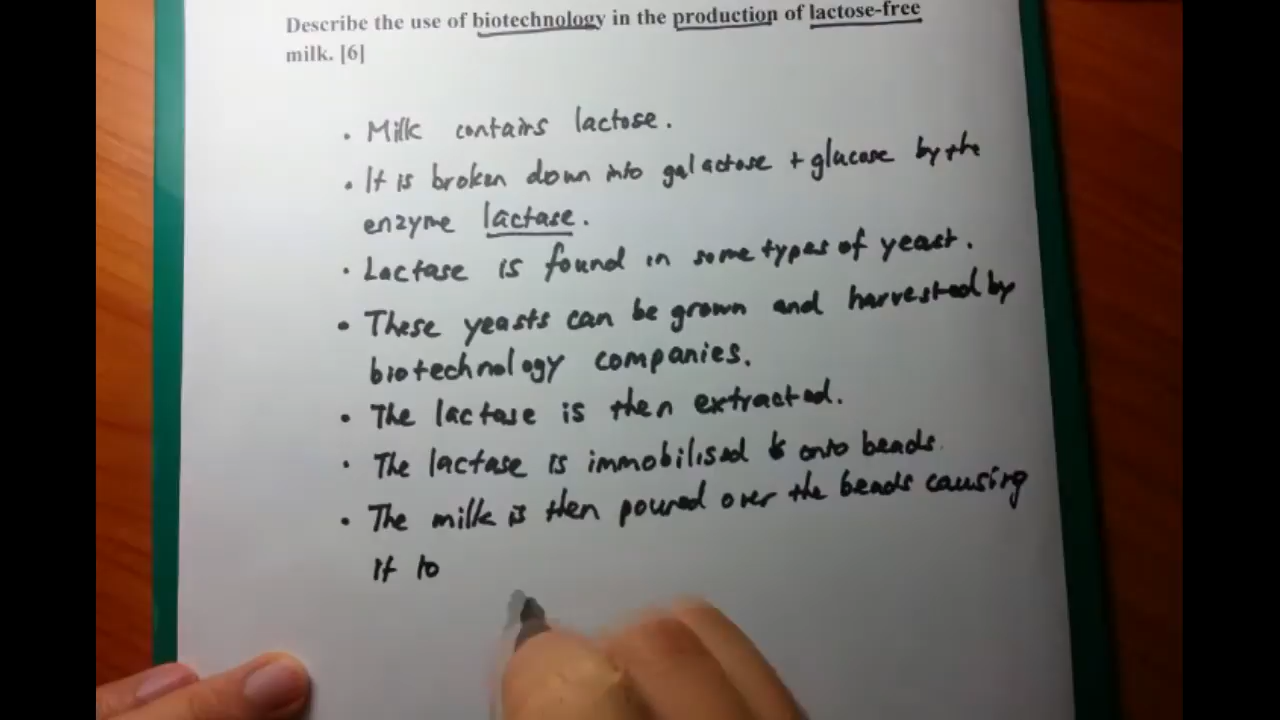 Describe the use of biotechnology in the production of lactose-free
milk. [6]
• Milk contains lactose.
• It is broken down into galactose + glucose by the
enzyme lactase.
• Lactase is found in some types of yeast.
• These yeasts can be grown and harvested by
biotechnology companies.
• The lactase is then extracted.
• The lactase is immobilised onto beads.
• The milk is then poured over the beads causing
it to